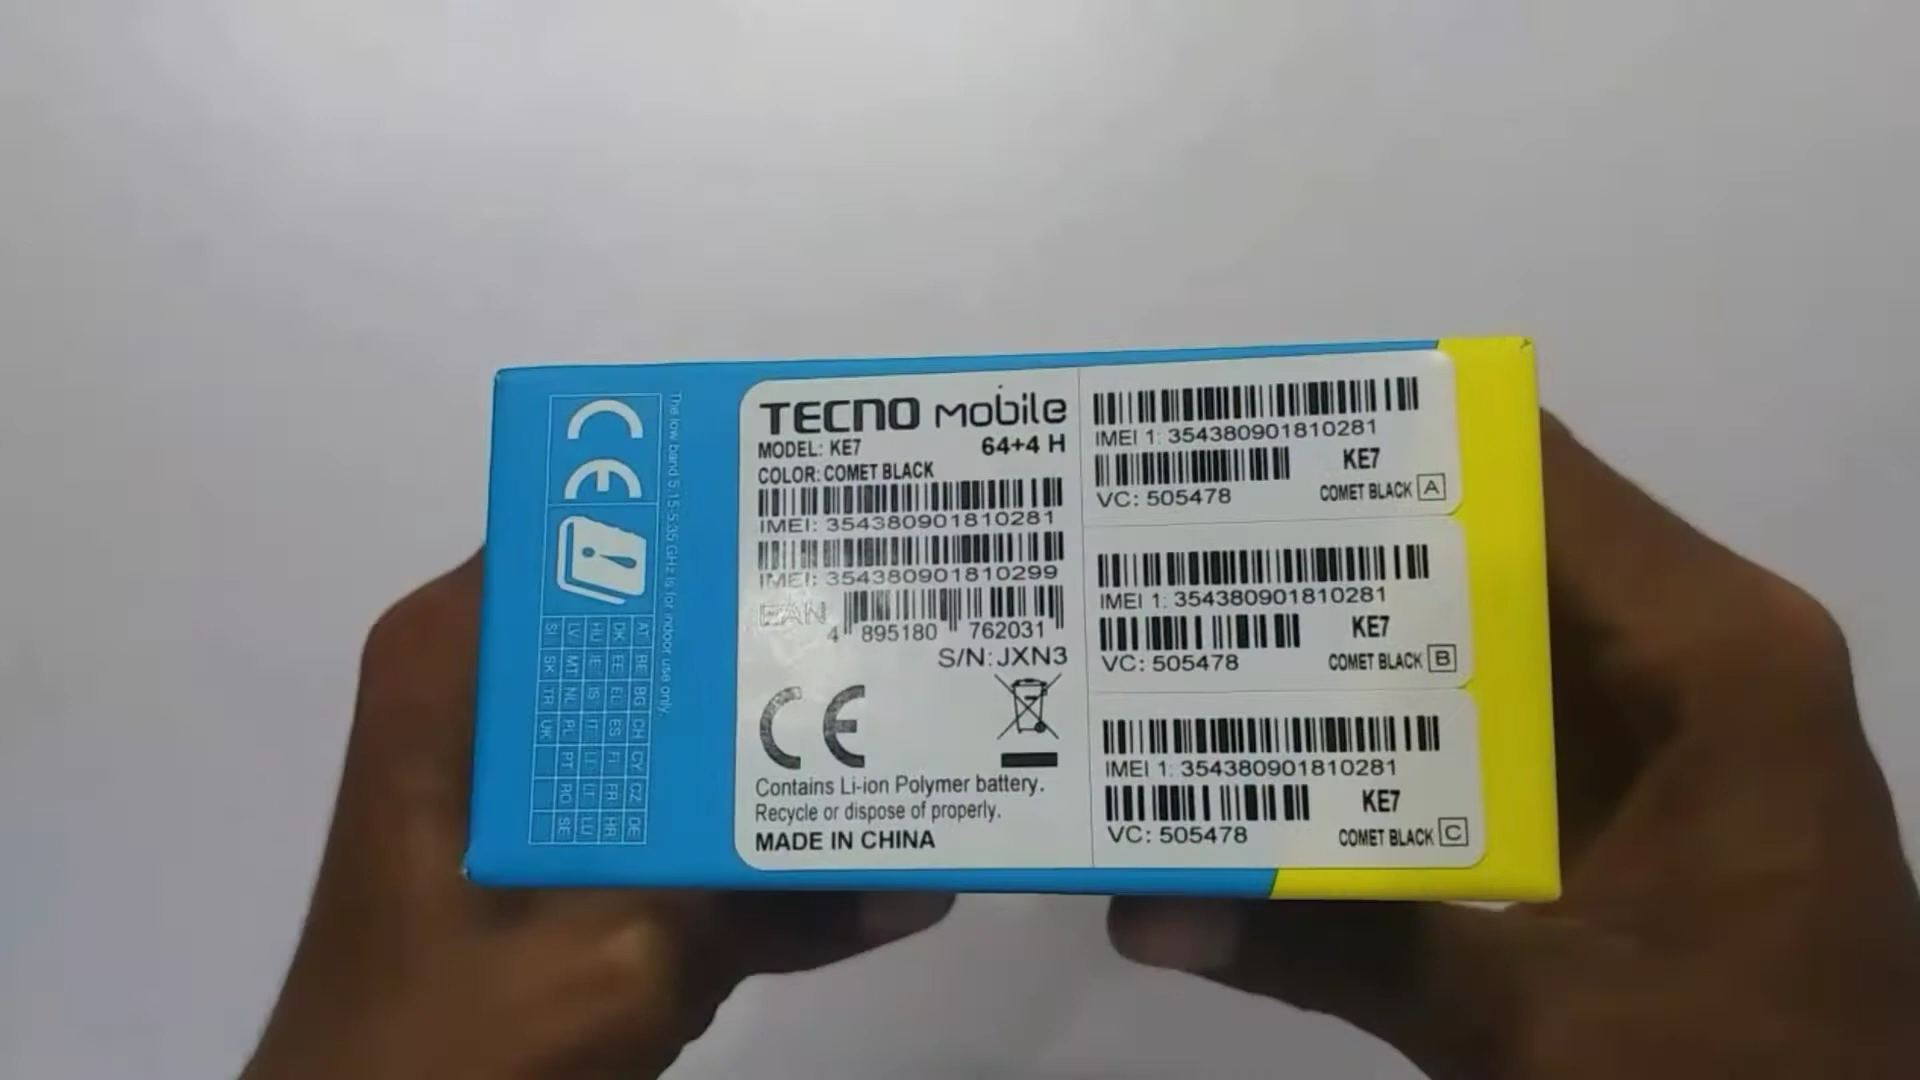 The low band 5.15-5.35 GHz is for indoor use only.
CE
AT BE BG CH CY CZ DE
DK EE EL ES FI FR HR
HU IE IS IT LI LT LU
LV MT NL PL PT RO SE
SI SK TR UK
TECNO mobile
MODEL: KE7 64+4 H
COLOR: COMET BLACK
IMEI: 354380901810281
IMEI: 354380901810299
EAN
4 895180 762031
S/N: JXN3
CE
Contains Li-ion Polymer battery.
Recycle or dispose of properly.
MADE IN CHINA
IMEI 1: 354380901810281
KE7
VC: 505478 COMET BLACK A
IMEI 1: 354380901810281
KE7
VC: 505478 COMET BLACK B
IMEI 1: 354380901810281
KE7
VC: 505478 COMET BLACK C